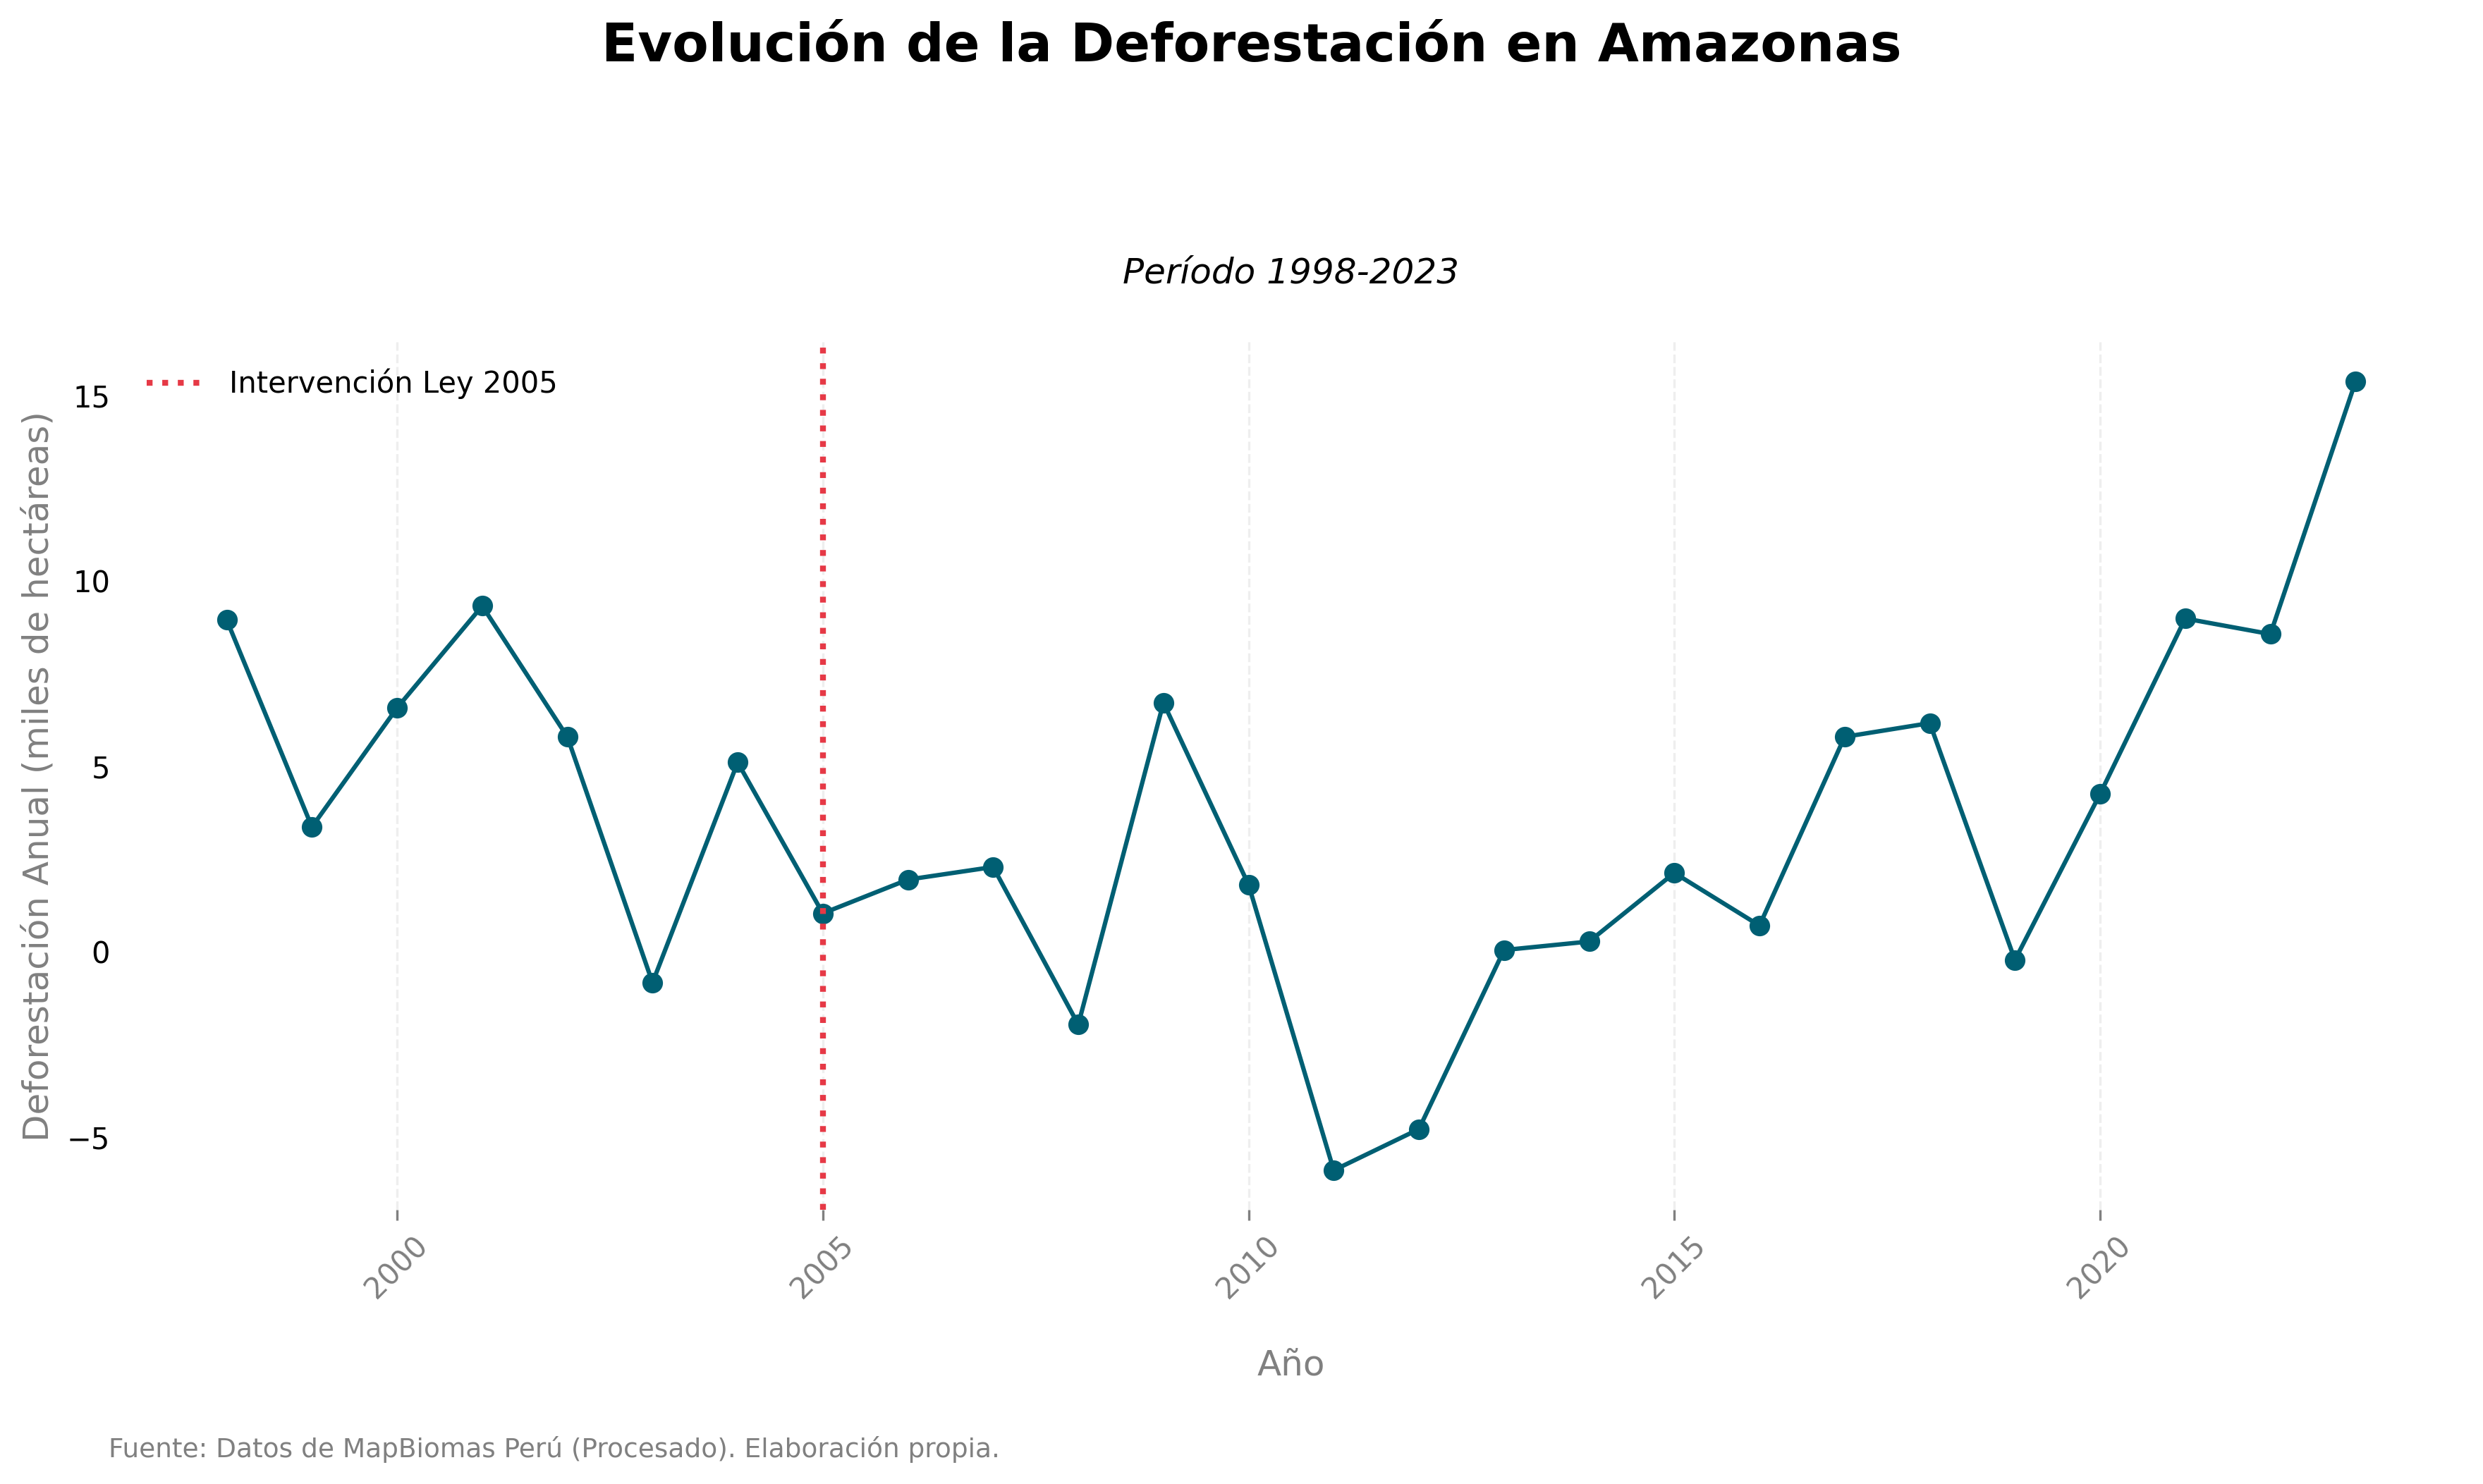 Evolución de la Deforestación en Amazonas
Período 1998-2023
Intervención Ley 2005
Deforestación Anual (miles de hectáreas)
15
10
5
0
−5
2000
2005
2010
2015
2020
Año
Fuente: Datos de MapBiomas Perú (Procesado). Elaboración propia.